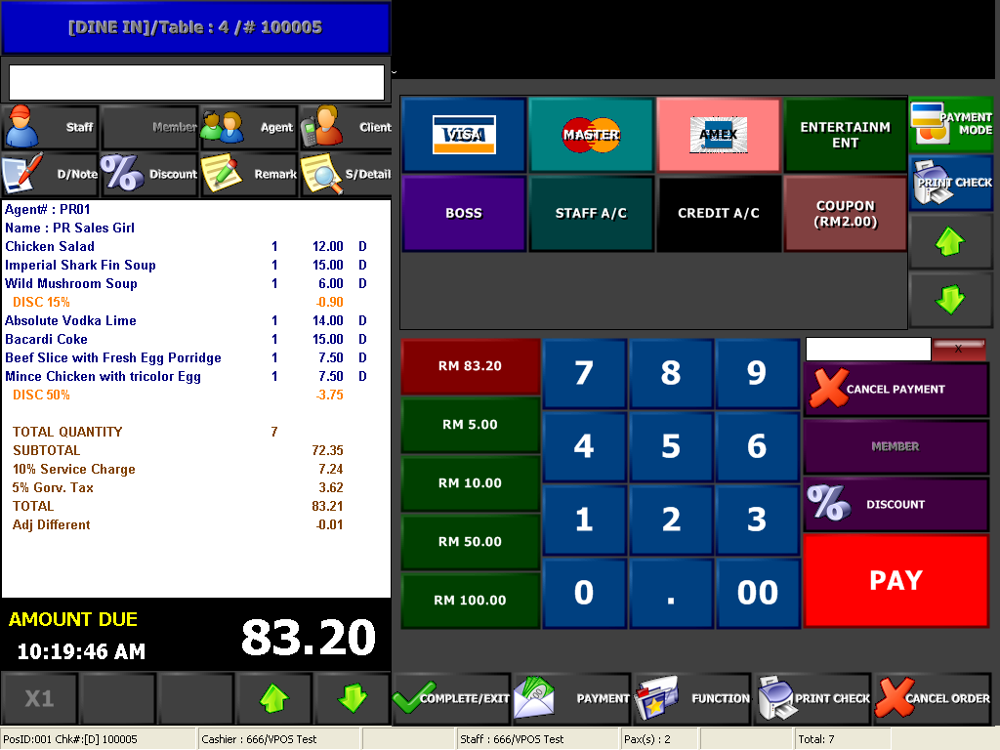 [DINE IN]/Table : 4 /# 100005
Staff
Member
Agent
Client
D/Note
Discount
Remark
S/Detail
Agent# : PR01
Name : PR Sales Girl
Chicken Salad 1 12.00 D
Imperial Shark Fin Soup 1 15.00 D
Wild Mushroom Soup 1 6.00 D
DISC 15% -0.90
Absolute Vodka Lime 1 14.00 D
Bacardi Coke 1 15.00 D
Beef Slice with Fresh Egg Porridge 1 7.50 D
Mince Chicken with tricolor Egg 1 7.50 D
DISC 50% -3.75
TOTAL QUANTITY 7
SUBTOTAL 72.35
10% Service Charge 7.24
5% Gorv. Tax 3.62
TOTAL 83.21
Adj Different -0.01
AMOUNT DUE
10:19:46 AM
83.20
X1
VISA
MASTER
AMEX
ENTERTAINM
ENT
PAYMENT
MODE
BOSS
STAFF A/C
CREDIT A/C
COUPON
(RM2.00)
PRINT CHECK
RM 83.20
RM 5.00
RM 10.00
RM 50.00
RM 100.00
7 8 9
4 5 6
1 2 3
0 . 00
X
CANCEL PAYMENT
MEMBER
DISCOUNT
PAY
COMPLETE/EXIT
PAYMENT
FUNCTION
PRINT CHECK
CANCEL ORDER
PosID:001 Chk#:[D] 100005
Cashier : 666/VPOS Test
Staff : 666/VPOS Test
Pax(s) : 2
Total: 7